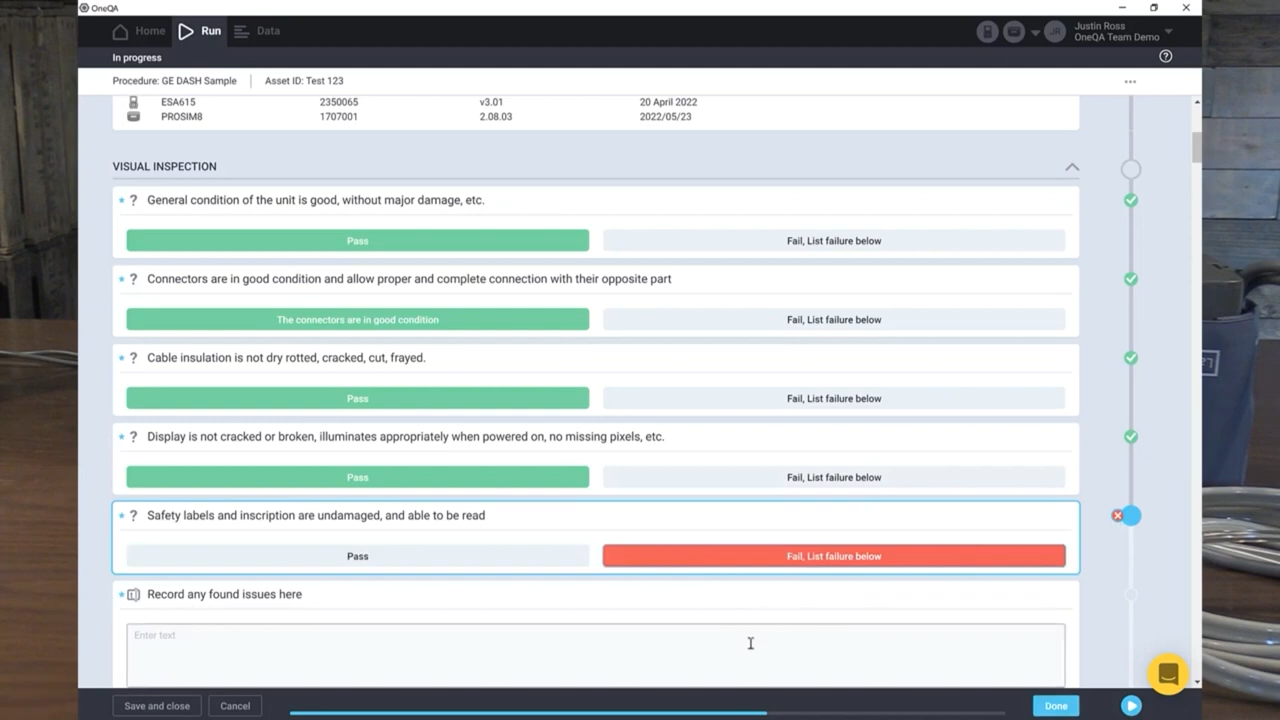 OneQA
Home
Run
Data
JR
Justin Ross
OneQA Team Demo
In progress
Procedure: GE DASH Sample
Asset ID: Test 123
ESA615 2350065 v3.01 20 April 2022
PROSIM8 1707001 2.08.03 2022/05/23
VISUAL INSPECTION
* ? General condition of the unit is good, without major damage, etc.
Pass
Fail, List failure below
* ? Connectors are in good condition and allow proper and complete connection with their opposite part
The connectors are in good condition
Fail, List failure below
* ? Cable insulation is not dry rotted, cracked, cut, frayed.
Pass
Fail, List failure below
* ? Display is not cracked or broken, illuminates appropriately when powered on, no missing pixels, etc.
Pass
Fail, List failure below
* ? Safety labels and inscription are undamaged, and able to be read
Pass
Fail, List failure below
* Record any found issues here
Enter text
Save and close
Cancel
Done